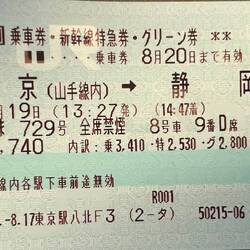 乗車券・新幹線特急券・グリーン券 **
乗車券 8月20日まで有効
京(山手線内) → 静 岡
月19日 (13:27発) (14:47着)
729号 全席禁煙 8号車 9番D席
,740 内訳:乗3,410・特2,530・グ2,800
線内各駅下車前途無効
R001
.-8.17東京駅八北F3 (2-タ) 50215-06